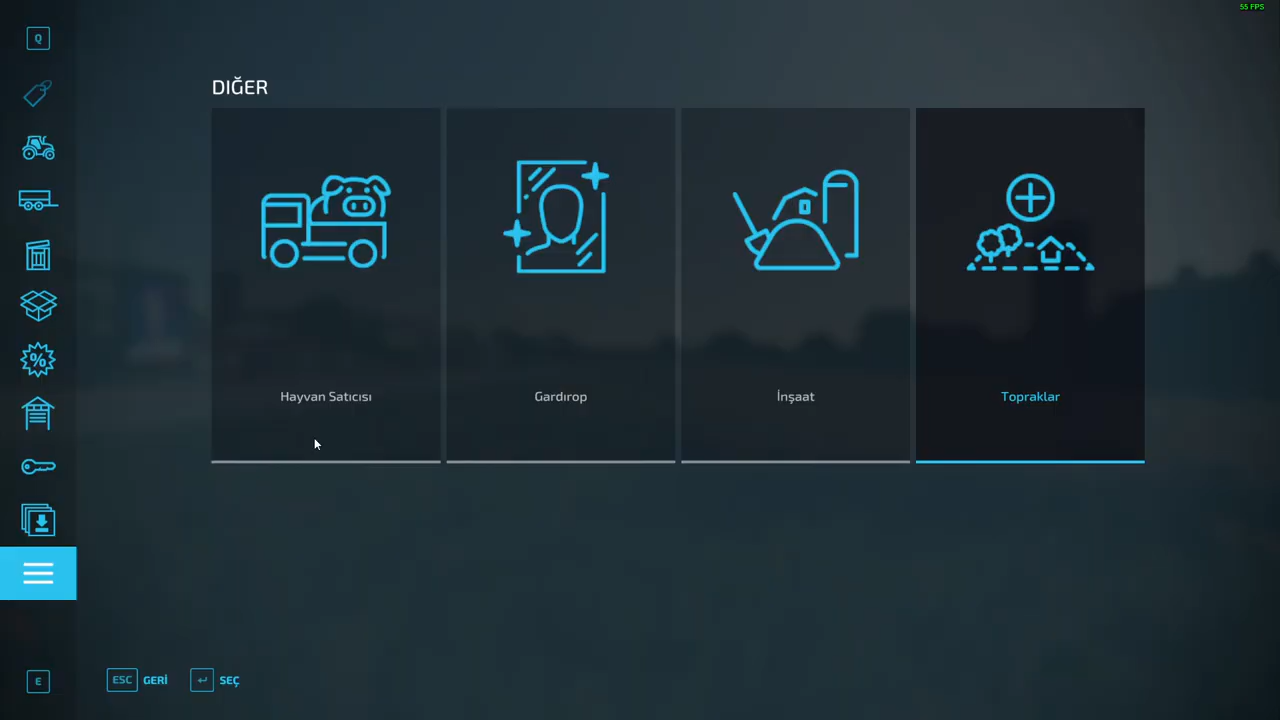 55 FPS
Q
DIĞER
%
Hayvan Satıcısı
Gardırop
İnşaat
Topraklar
E
ESC GERİ
SEÇ